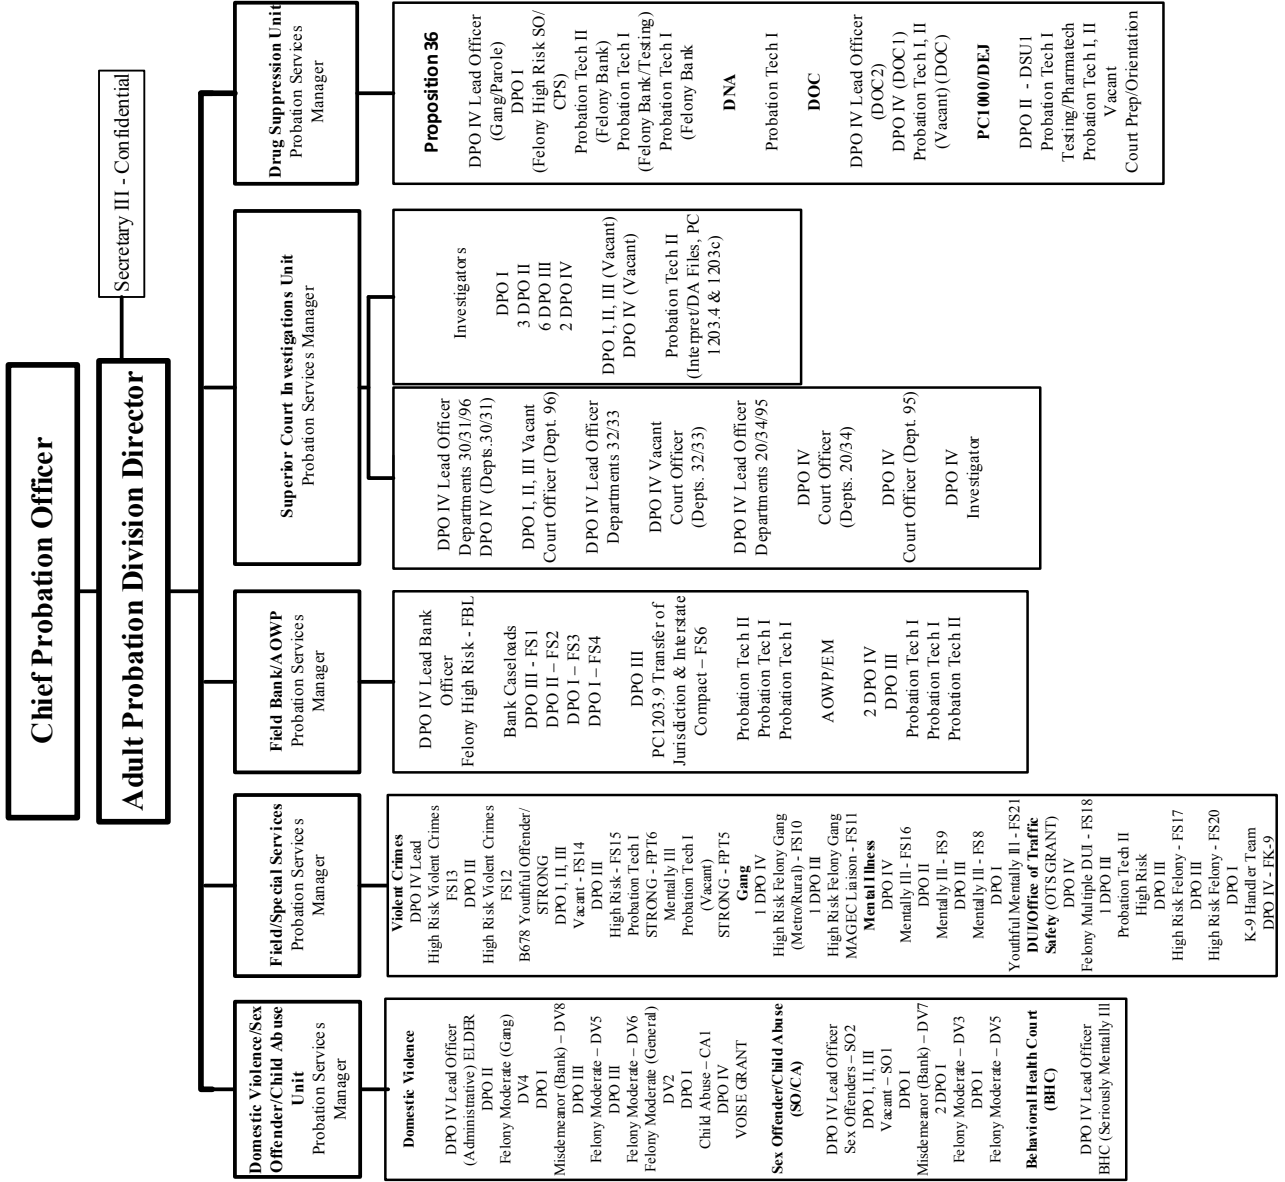 Chief Probation Officer
Adult Probation Division Director
Secretary III - Confidential
Domestic Violence/Sex
Offender/Child Abuse
Unit
Probation Services
Manager
Domestic Violence
DPO IV Lead Officer
(Administrative) ELDER
DPO II
Felony Moderate (Gang)
DV4
DPO I
Misdemeanor (Bank) – DV8
DPO III
Felony Moderate – DV5
DPO III
Felony Moderate – DV6
Felony Moderate (General)
DV2
DPO I
Child Abuse – CA1
DPO IV
VOISE GRANT
Sex Offender/Child Abuse
(SO/CA)
DPO IV Lead Officer
Sex Offenders – SO2
DPO I, II, III
Vacant – SO1
DPO I
Misdemeanor (Bank) – DV7
2 DPO I
Felony Moderate – DV3
DPO I
Felony Moderate – DV5
Behavioral Health Court
(BHC)
DPO IV Lead Officer
BHC (Seriously Mentally Ill)
Field/Special Services
Probation Services
Manager
Violent Crimes
DPO IV Lead
High Risk Violent Crimes
FS13
DPO III
High Risk Violent Crimes
FS12
B678 Youthful Offender/
STRONG
DPO I, II, III
Vacant - FS14
DPO III
High Risk - FS15
Probation Tech I
STRONG - FPT6
Mentally Ill
Probation Tech I
(Vacant)
STRONG - FPT5
Gang
1 DPO IV
High Risk Felony Gang
(Metro/Rural) - FS10
1 DPO III
High Risk Felony Gang
MAGEC Liaison - FS11
Mental Illness
DPO IV
Mentally Ill - FS16
DPO II
Mentally Ill - FS9
DPO III
Mentally Ill - FS8
DPO I
Youthful Mentally Ill - FS21
DUI/Office of Traffic
Safety (OTS GRANT)
DPO IV
Felony Multiple DUI - FS18
1 DPO III
Probation Tech II
High Risk
DPO III
High Risk Felony - FS17
DPO III
High Risk Felony - FS20
DPO I
K-9 Handler Team
DPO IV - FK-9
Field Bank/AOWP
Probation Services
Manager
DPO IV Lead Bank
Officer
Felony High Risk - FBL
Bank Caseloads
DPO III - FS1
DPO II – FS2
DPO I – FS3
DPO I – FS4
DPO III
PC1203.9 Transfer of
Jurisdiction & Interstate
Compact – FS6
Probation Tech II
Probation Tech I
Probation Tech I
AOWP/EM
2 DPO IV
DPO III
Probation Tech I
Probation Tech I
Probation Tech II
Superior Court Investigations Unit
Probation Services Manager
DPO IV Lead Officer
Departments 30/31/96
DPO IV (Depts.30/31)
DPO I, II, III Vacant
Court Officer (Dept. 96)
DPO IV Lead Officer
Departments 32/33
DPO IV Vacant
Court Officer
(Depts. 32/33)
DPO IV Lead Officer
Departments 20/34/95
DPO IV
Court Officer
(Depts. 20/34)
DPO IV
Court Officer (Dept. 95)
DPO IV
Investigator
Investigators
DPO I
3 DPO II
6 DPO III
2 DPO IV
DPO I, II, III (Vacant)
DPO IV (Vacant)
Probation Tech II
(Interpret/DA Files, PC
1203.4 & 1203c)
Drug Suppression Unit
Probation Services
Manager
Proposition 36
DPO IV Lead Officer
(Gang/Parole)
DPO I
(Felony High Risk SO/
CPS)
Probation Tech II
(Felony Bank)
Probation Tech I
(Felony Bank/Testing)
Probation Tech I
(Felony Bank
DNA
Probation Tech I
DOC
DPO IV Lead Officer
(DOC2)
DPO IV (DOC1)
Probation Tech I, II
(Vacant) (DOC)
PC1000/DEJ
DPO II - DSU1
Probation Tech I
Testing/Pharmatech
Probation Tech I, II
Vacant
Court Prep/Orientation